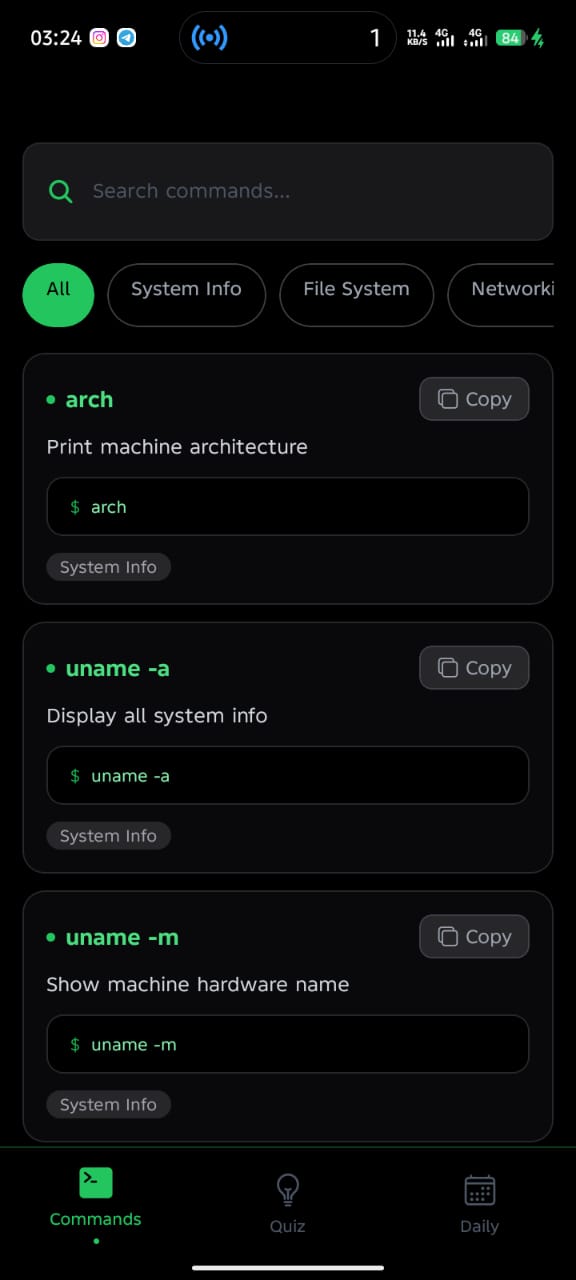 03:24
1
11.4 KB/S 4G 4G 84
Search commands...
All System Info File System Networki
arch Copy
Print machine architecture
$ arch
System Info
uname -a Copy
Display all system info
$ uname -a
System Info
uname -m Copy
Show machine hardware name
$ uname -m
System Info
>-
Commands Quiz Daily